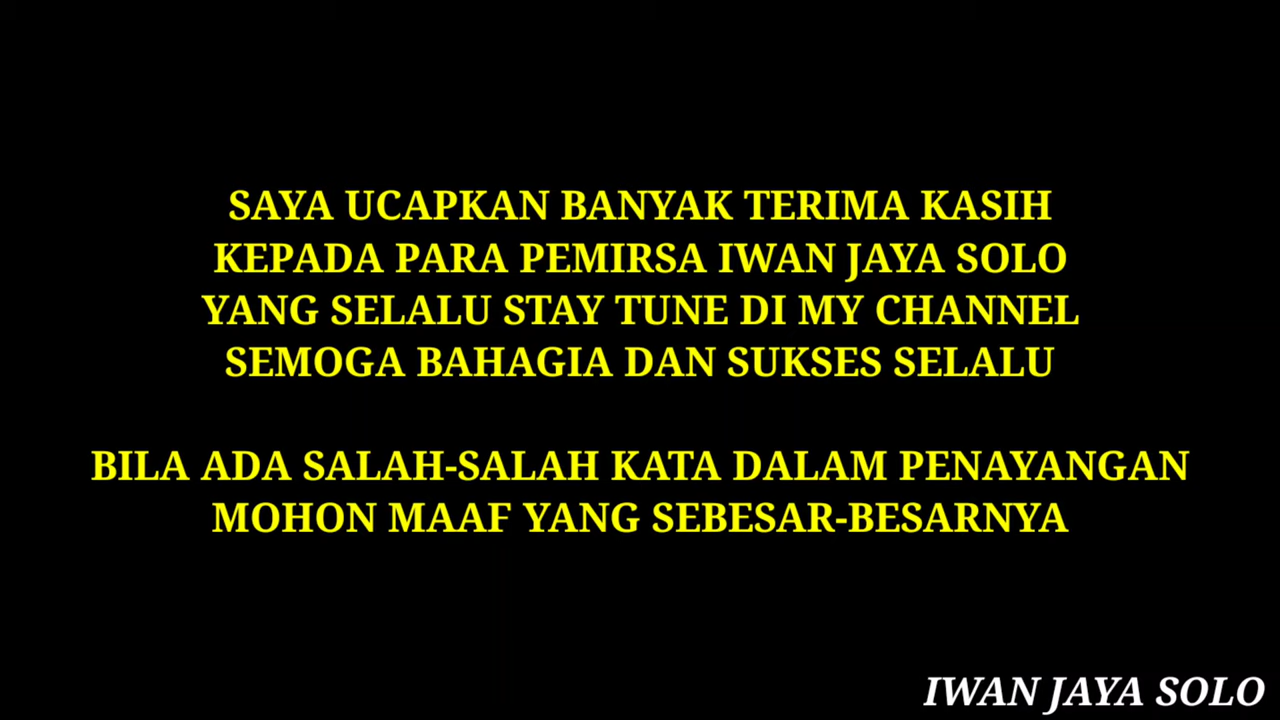 SAYA UCAPKAN BANYAK TERIMA KASIH
KEPADA PARA PEMIRSA IWAN JAYA SOLO
YANG SELALU STAY TUNE DI MY CHANNEL
SEMOGA BAHAGIA DAN SUKSES SELALU
BILA ADA SALAH-SALAH KATA DALAM PENAYANGAN
MOHON MAAF YANG SEBESAR-BESARNYA
IWAN JAYA SOLO